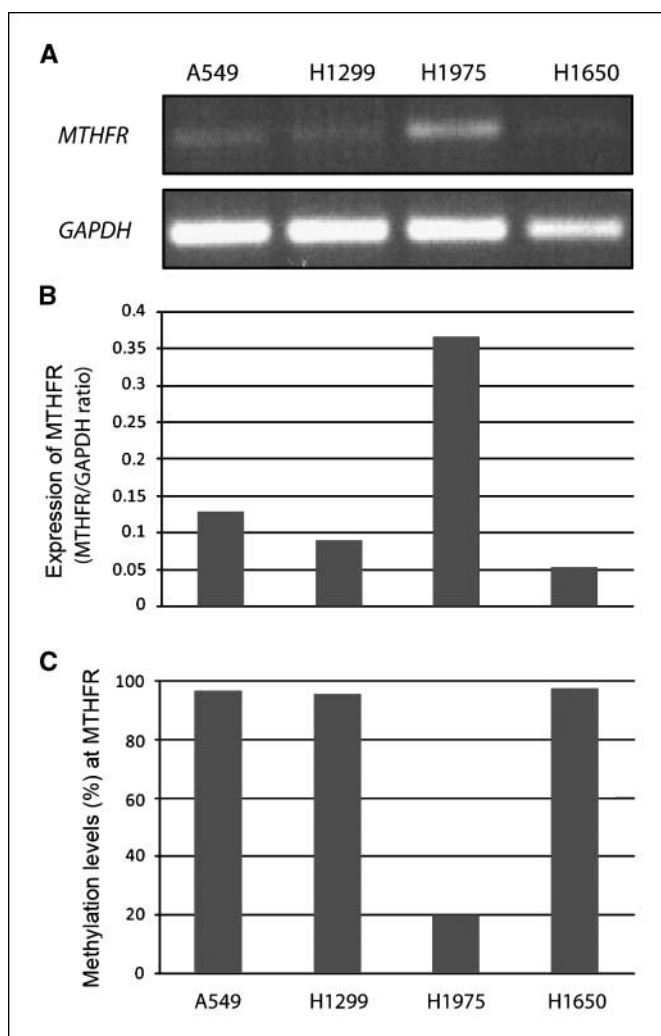 A
A549 H1299 H1975 H1650
MTHFR
GAPDH
B
Expression of MTHFR
(MTHFR/GAPDH ratio)
0.4
0.35
0.3
0.25
0.2
0.15
0.1
0.05
0
C
Methylation levels (%) at MTHFR
100
80
60
40
20
0
A549 H1299 H1975 H1650